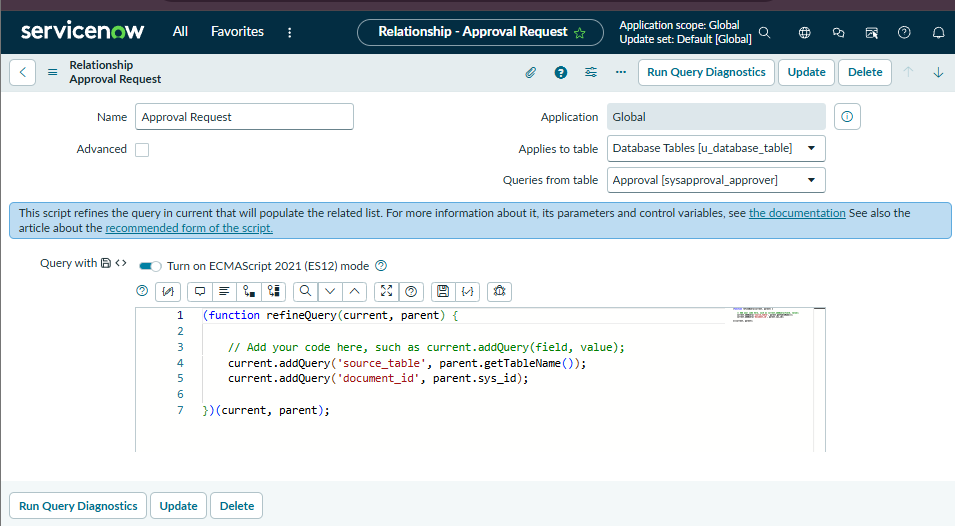 servicenow All Favorites Relationship - Approval Request Application scope: Global
Update set: Default [Global]
Relationship
Approval Request
Run Query Diagnostics Update Delete
Name Approval Request Application Global
Advanced Applies to table Database Tables [u_database_table]
Queries from table Approval [sysapproval_approver]
This script refines the query in current that will populate the related list. For more information about it, its parameters and control variables, see the documentation See also the
article about the recommended form of the script.
Query with Turn on ECMAScript 2021 (ES12) mode
1 (function refineQuery(current, parent) {
2
3 // Add your code here, such as current.addQuery(field, value);
4 current.addQuery('source_table', parent.getTableName());
5 current.addQuery('document_id', parent.sys_id);
6
7 })(current, parent);
Run Query Diagnostics Update Delete